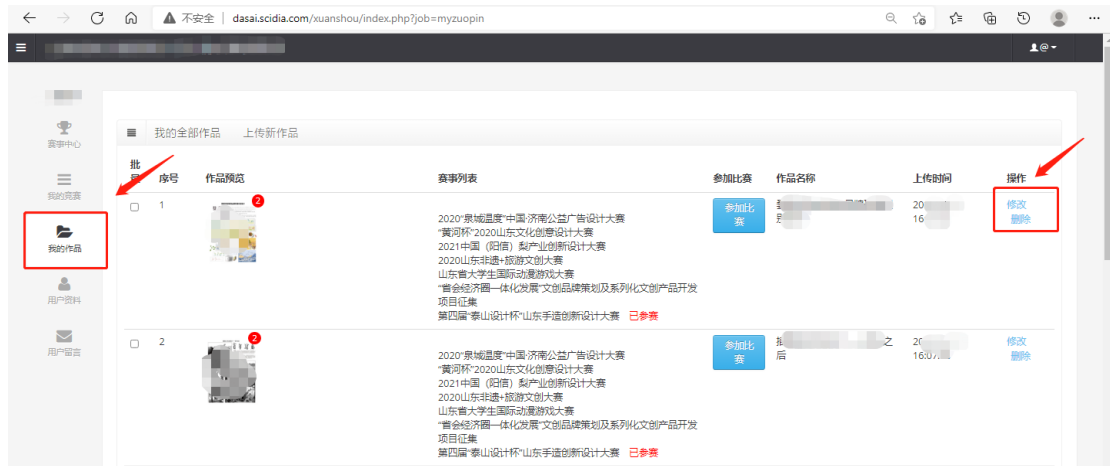 不安全 | dasai.scidia.com/xuanshou/index.php?job=myzuopin
@
赛事中心
我的竞赛
我的作品
用户资料
用户留言
我的全部作品 上传新作品
批 序号 作品预览 赛事列表 参加比赛 作品名称 上传时间 操作
1
2
2020"泉城温度"中国·济南公益广告设计大赛
"黄河杯"2020山东文化创意设计大赛
2021中国（阳信）梨产业创新设计大赛
2020山东非遗+旅游文创大赛
山东省大学生国际动漫游戏大赛
"省会经济圈一体化发展"文创品牌策划及系列化文创产品开发
项目征集
第四届"泰山设计杯"山东手造创新设计大赛 已参赛
参加比
赛
20
16:
修改
删除
2
2
2020"泉城温度"中国·济南公益广告设计大赛
"黄河杯"2020山东文化创意设计大赛
2021中国（阳信）梨产业创新设计大赛
2020山东非遗+旅游文创大赛
山东省大学生国际动漫游戏大赛
"省会经济圈一体化发展"文创品牌策划及系列化文创产品开发
项目征集
第四届"泰山设计杯"山东手造创新设计大赛 已参赛
参加比
赛
之
后
20
16:07
修改
删除